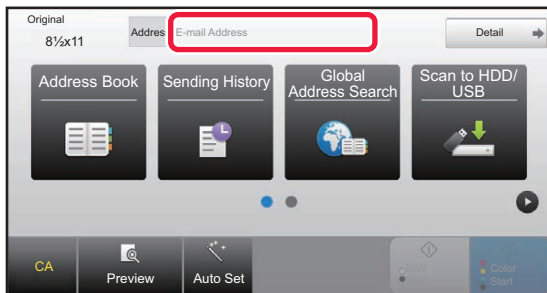 Original
8½x11
Addres
E-mail Address
Detail
Address Book
Sending History
Global
Address Search
Scan to HDD/
USB
CA
Preview
Auto Set
B/W
Start
Color
Start